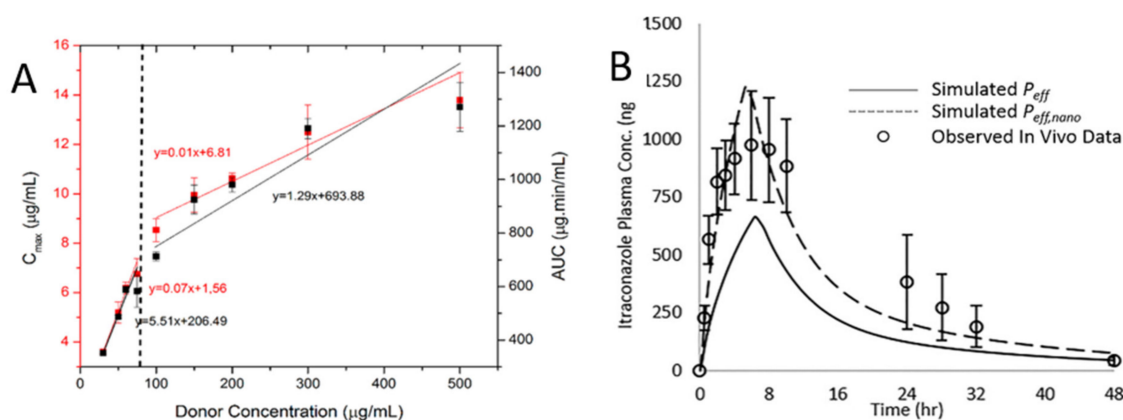 A
16
14
12
10
8
6
4
C_max (µg/mL)
y=0.01x+6.81
y=1.29x+693.88
y=0.07x+1,56
y=5.51x+206.49
1400
1200
1000
800
600
400
AUC (µg.min/mL)
0 100 200 300 400 500
Donor Concentration (µg/mL)
B
1500
1250
1000
750
500
250
0
Itraconazole Plasma Conc. (ng
Simulated P_eff
Simulated P_eff,nano
Observed In Vivo Data
0 8 16 24 32 40 48
Time (hr)